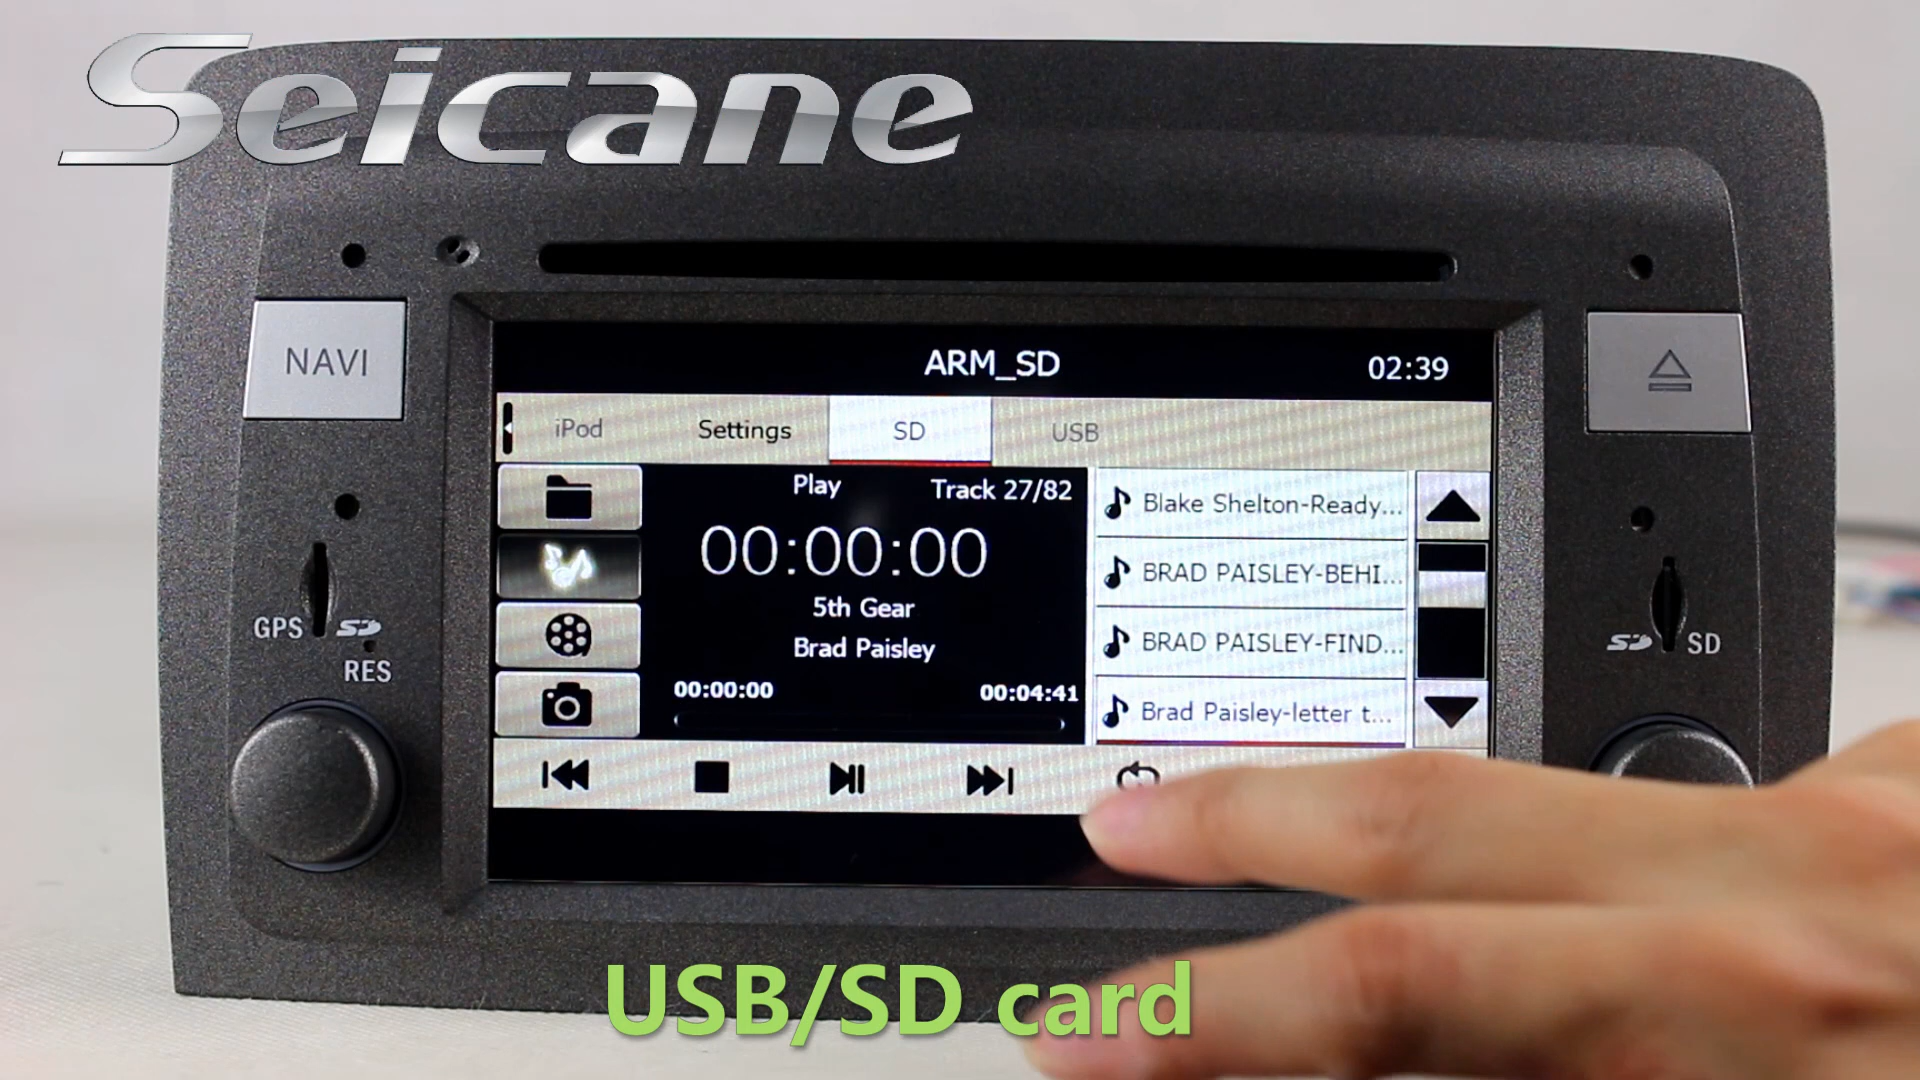 Seicane
NAVI
ARM_SD
02:39
iPod
Settings
SD
USB
Play
Track 27/82
00:00:00
5th Gear
Brad Paisley
00:00:00
00:04:41
Blake Shelton-Ready...
BRAD PAISLEY-BEHI...
BRAD PAISLEY-FIND...
Brad Paisley-letter t...
GPS
SD
RES
SD
SD
USB/SD card